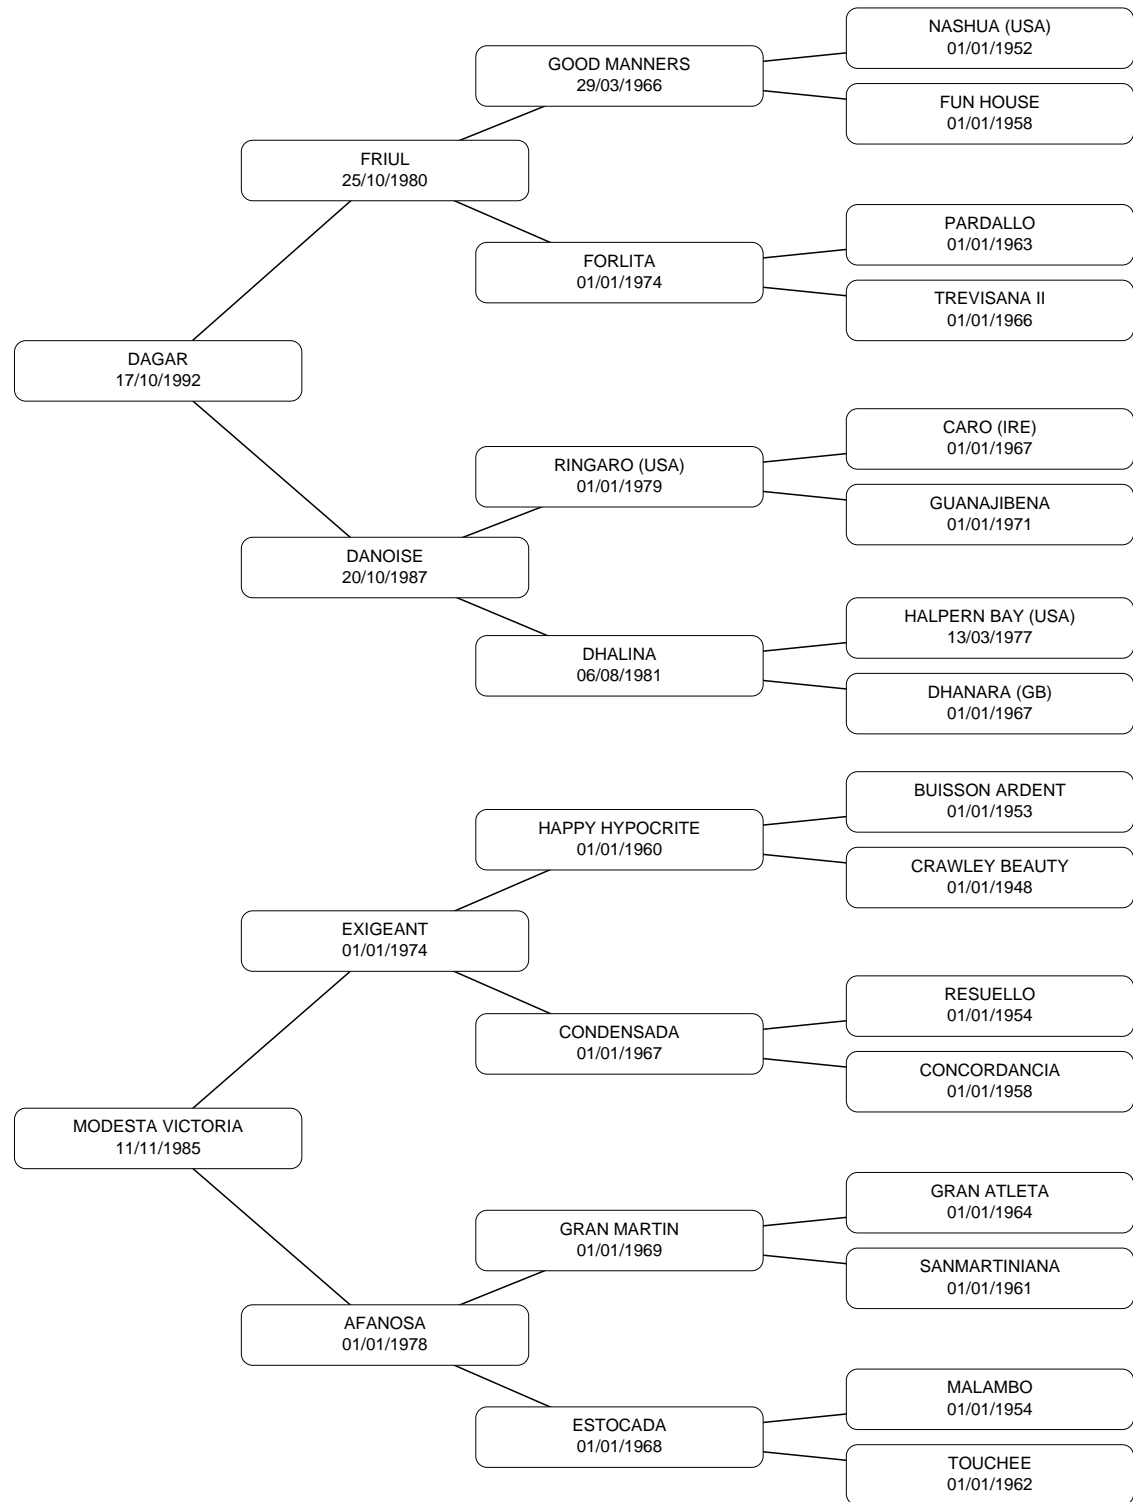 NASHUA (USA)
01/01/1952
GOOD MANNERS
29/03/1966
FUN HOUSE
01/01/1958
FRIUL
25/10/1980
PARDALLO
01/01/1963
FORLITA
01/01/1974
TREVISANA II
01/01/1966
DAGAR
17/10/1992
CARO (IRE)
01/01/1967
RINGARO (USA)
01/01/1979
GUANAJIBENA
01/01/1971
DANOISE
20/10/1987
HALPERN BAY (USA)
13/03/1977
DHALINA
06/08/1981
DHANARA (GB)
01/01/1967
BUISSON ARDENT
01/01/1953
HAPPY HYPOCRITE
01/01/1960
CRAWLEY BEAUTY
01/01/1948
EXIGEANT
01/01/1974
RESUELLO
01/01/1954
CONDENSADA
01/01/1967
CONCORDANCIA
01/01/1958
MODESTA VICTORIA
11/11/1985
GRAN ATLETA
01/01/1964
GRAN MARTIN
01/01/1969
SANMARTINIANA
01/01/1961
AFANOSA
01/01/1978
MALAMBO
01/01/1954
ESTOCADA
01/01/1968
TOUCHEE
01/01/1962